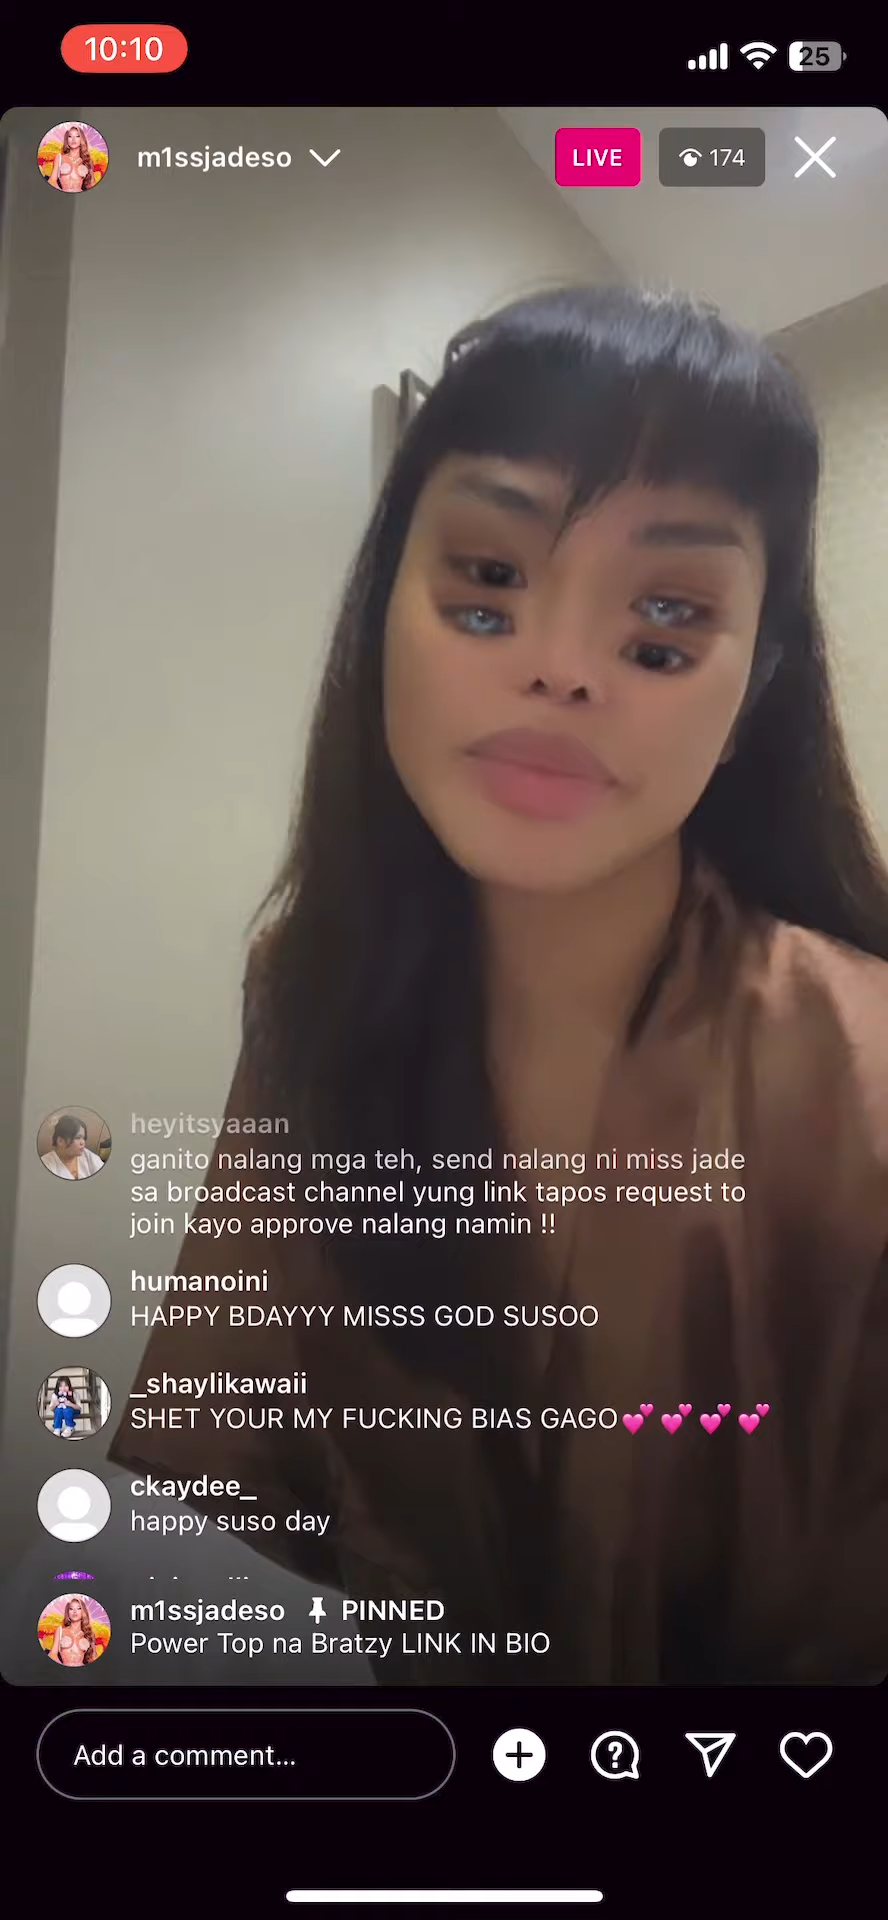 10:10
25
m1ssjadeso
LIVE
174
heyitsyaaan
ganito nalang mga teh, send nalang ni miss jade
sa broadcast channel yung link tapos request to
join kayo approve nalang namin !!
humanoini
HAPPY BDAYYY MISSS GOD SUSOO
_shaylikawaii
SHET YOUR MY FUCKING BIAS GAGO💕 💕 💕 💕
ckaydee_
happy suso day
m1ssjadeso PINNED
Power Top na Bratzy LINK IN BIO
Add a comment...